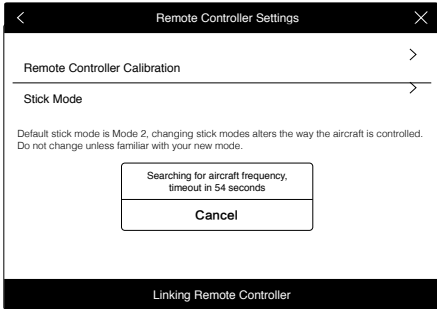 Remote Controller Settings
Remote Controller Calibration
Stick Mode
Default stick mode is Mode 2, changing stick modes alters the way the aircraft is controlled.
Do not change unless familiar with your new mode.
Searching for aircraft frequency,
timeout in 54 seconds
Cancel
Linking Remote Controller